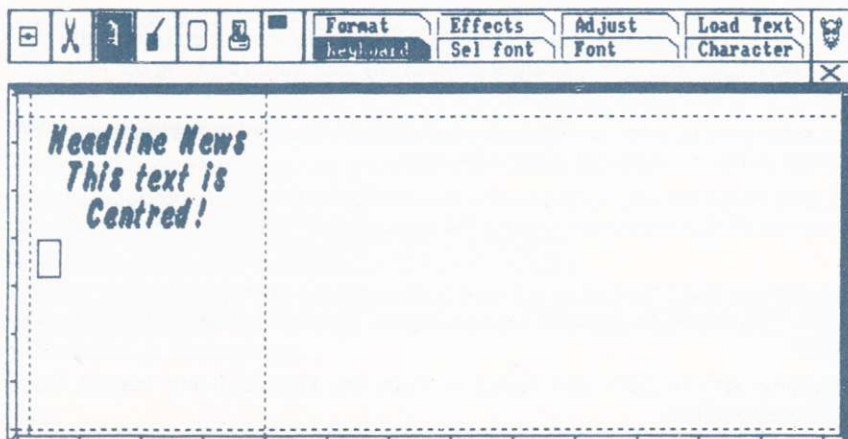 Format Effects Adjust Load Text
keyboard Sel font Font Character
Headline News
This text is
Centred!